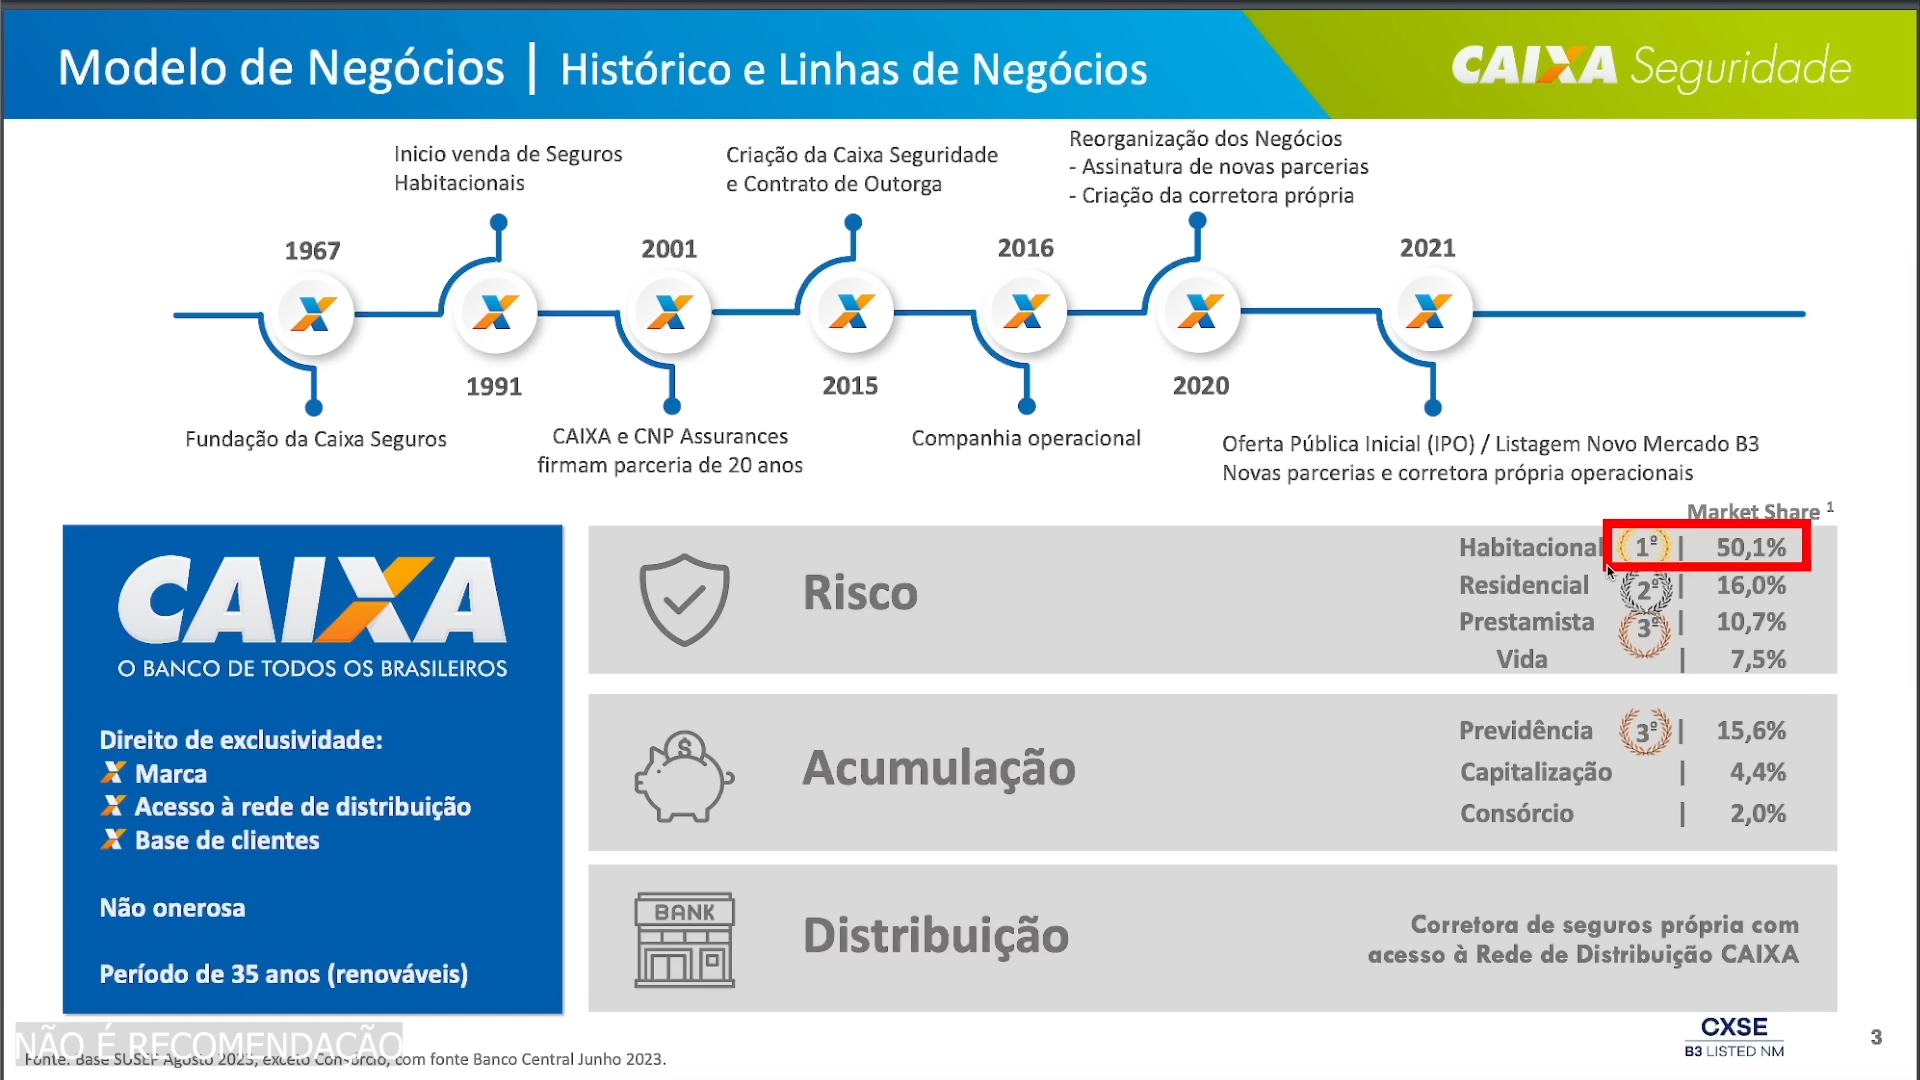 Modelo de Negócios | Histórico e Linhas de Negócios
CAIXA Seguridade
1967
Fundação da Caixa Seguros
Inicio venda de Seguros
Habitacionais
1991
2001
CAIXA e CNP Assurances
firmam parceria de 20 anos
Criação da Caixa Seguridade
e Contrato de Outorga
2015
2016
Companhia operacional
Reorganização dos Negócios
- Assinatura de novas parcerias
- Criação da corretora própria
2020
2021
Oferta Pública Inicial (IPO) / Listagem Novo Mercado B3
Novas parcerias e corretora própria operacionais
CAIXA
O BANCO DE TODOS OS BRASILEIROS
Direito de exclusividade:
Marca
Acesso à rede de distribuição
Base de clientes
Não onerosa
Período de 35 anos (renováveis)
Market Share 1
Risco
Habitacional 1º | 50,1%
Residencial 2º | 16,0%
Prestamista 3º | 10,7%
Vida | 7,5%
$
Acumulação
Previdência 3º | 15,6%
Capitalização | 4,4%
Consórcio | 2,0%
BANK
Distribuição
Corretora de seguros própria com
acesso à Rede de Distribuição CAIXA
NÃO É RECOMENDAÇÃO
Fonte: Base SUSEP Agosto 2023, exceto Consórcio, com fonte Banco Central Junho 2023.
CXSE
B3 LISTED NM
3